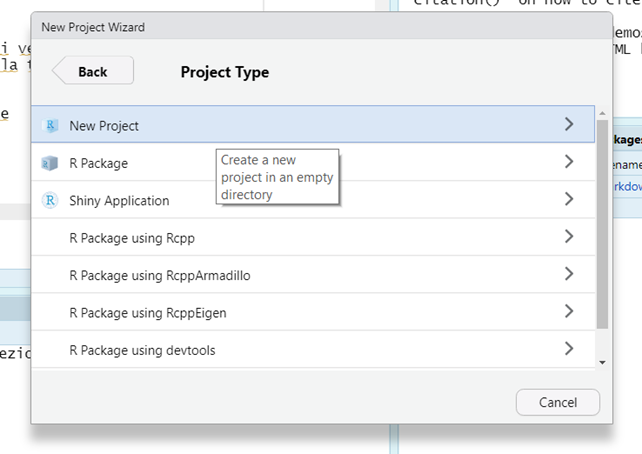 citation()' on how to cite
New Project Wizard
Back
Project Type
New Project
R Package
Create a new
project in an empty
directory
Shiny Application
R Package using Rcpp
R Package using RcppArmadillo
R Package using RcppEigen
R Package using devtools
Cancel
i ve
la t
e
ezio
demos
TML
kages
ename
rkdow